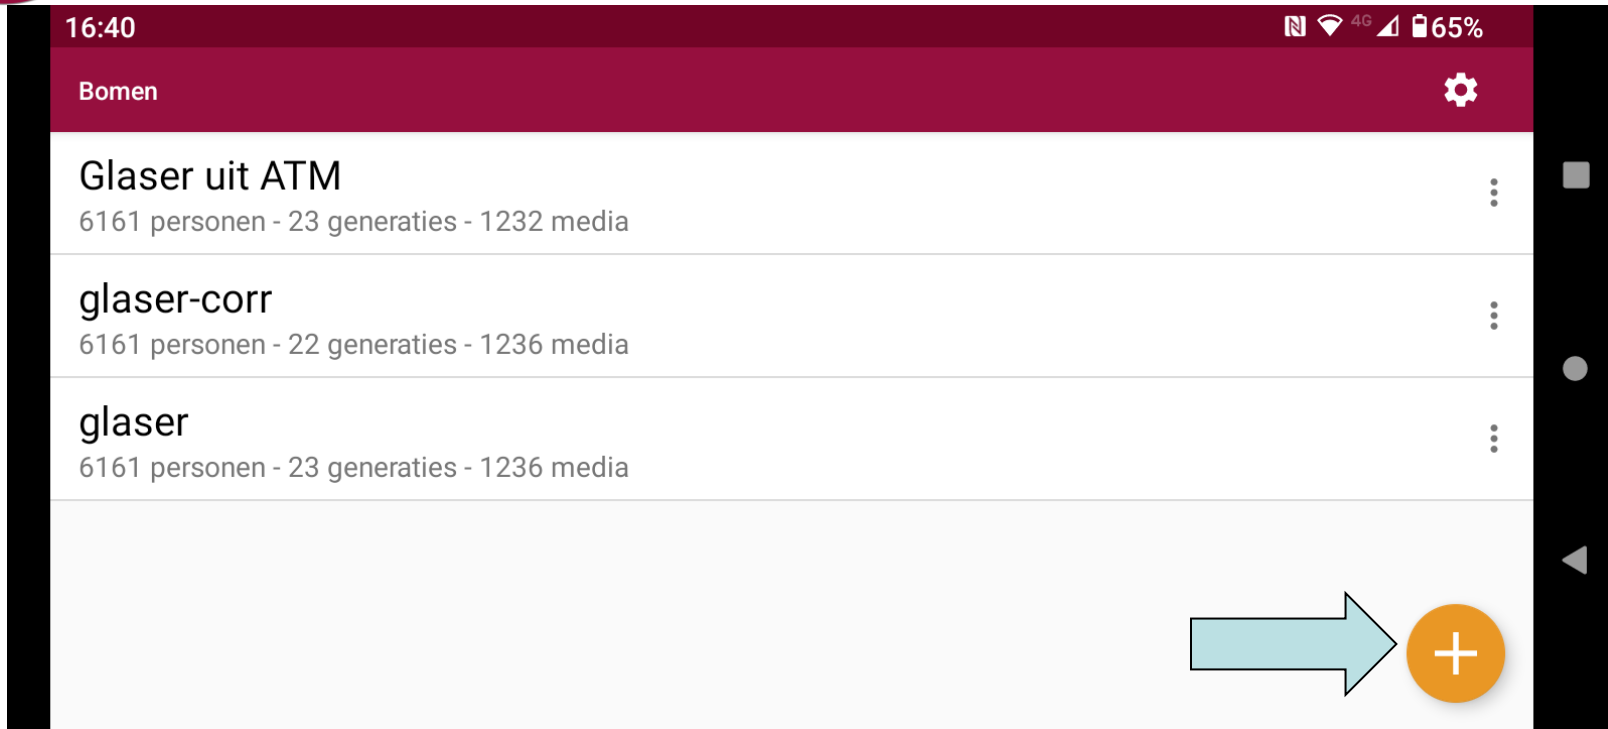 16:40
4G 65%
Bomen
Glaser uit ATM
6161 personen - 23 generaties - 1232 media
glaser-corr
6161 personen - 22 generaties - 1236 media
glaser
6161 personen - 23 generaties - 1236 media